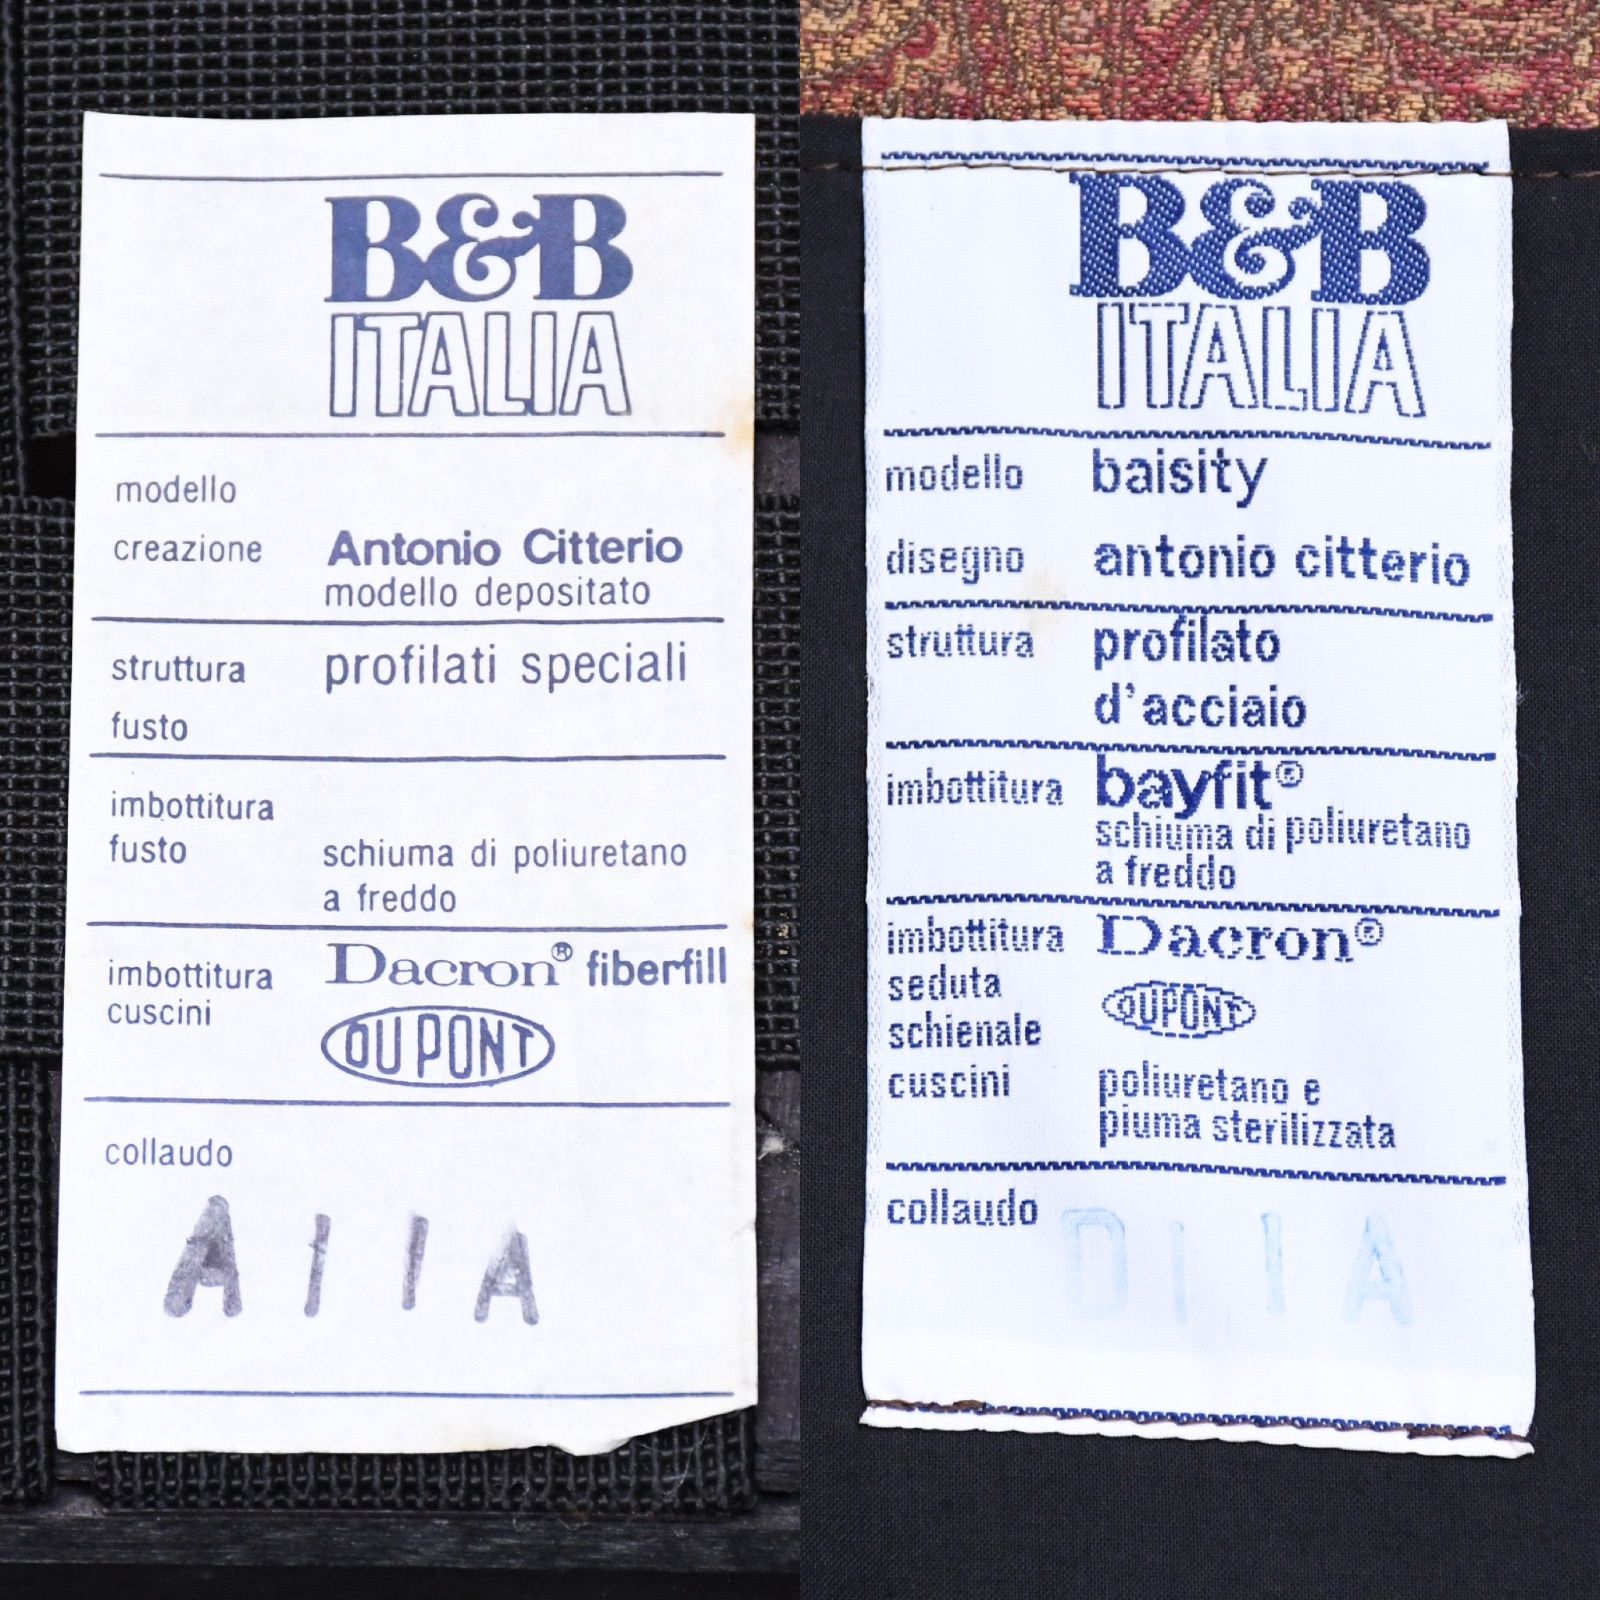 B&B
ITALIA
modello
creazione Antonio Citterio
modello depositato
struttura profilati speciali
fusto
imbottitura
fusto schiuma di poliuretano
a freddo
imbottitura Dacron® fiberfill
cuscini DU PONT
collaudo
A11A
B&B
ITALIA
modello baisity
disegno antonio citterio
struttura profilato
d'acciaio
imbottitura bayfit®
schiuma di poliuretano
a freddo
imbottitura Dacron®
seduta DUPONT
schienale
cuscini poliuretano e
piuma sterilizzata
collaudo
D11A